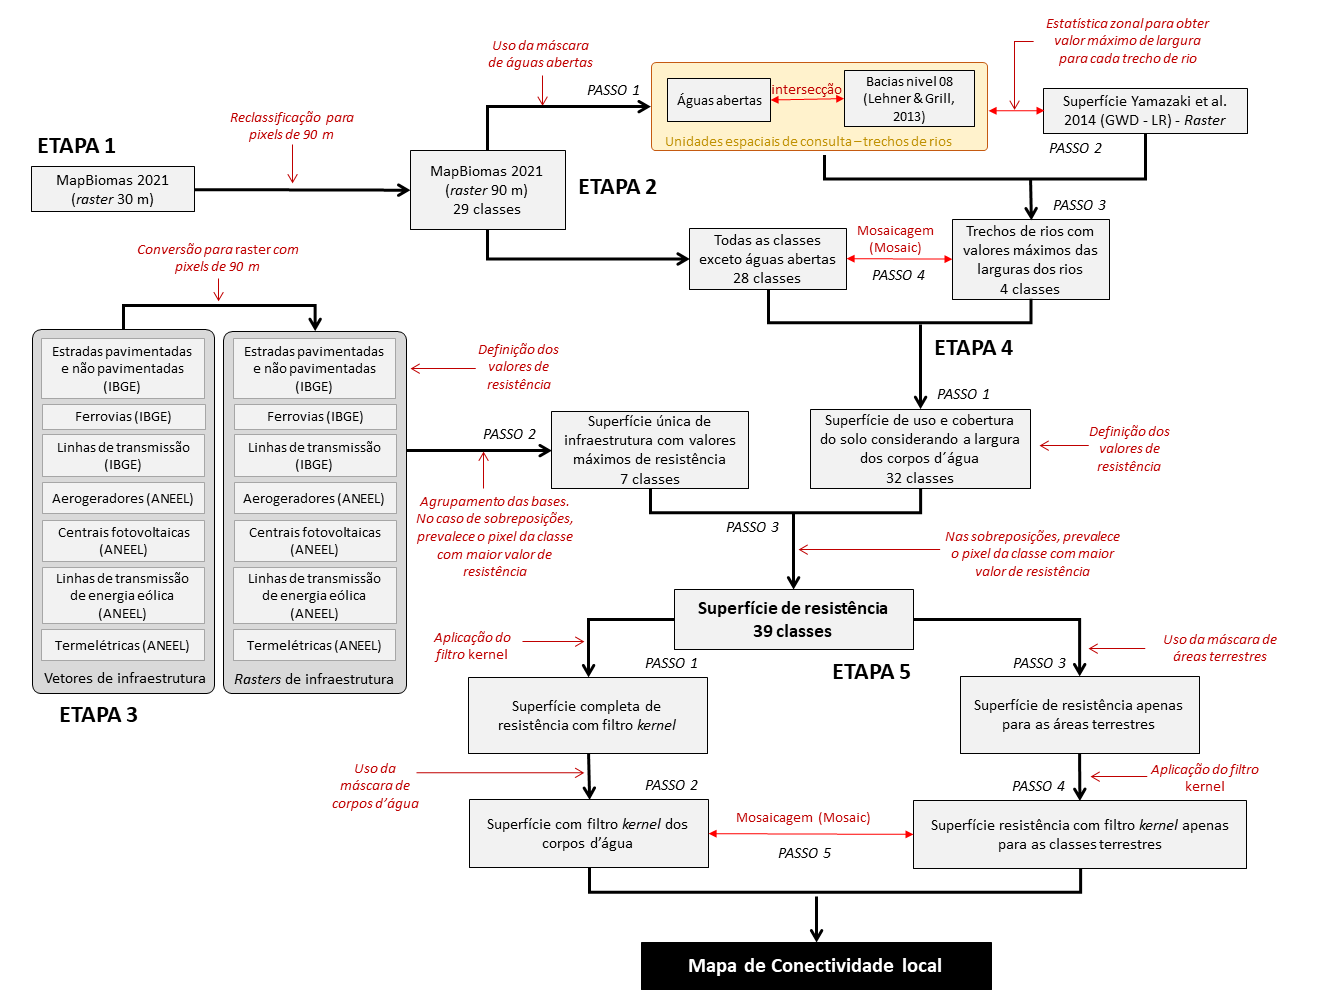 Estatística zonal para obter
valor máximo de largura
para cada trecho de rio
Uso da máscara
de águas abertas
PASSO 1
Águas abertas
intersecção
Bacias nivel 08
(Lehner & Grill,
2013)
Unidades espaciais de consulta – trechos de rios
Superfície Yamazaki et al.
2014 (GWD - LR) - Raster
PASSO 2
Reclassificação para
pixels de 90 m
ETAPA 1
MapBiomas 2021
(raster 30 m)
MapBiomas 2021
(raster 90 m)
29 classes
ETAPA 2
PASSO 3
Todas as classes
exceto águas abertas
28 classes
Mosaicagem
(Mosaic)
PASSO 4
Trechos de rios com
valores máximos das
larguras dos rios
4 classes
Conversão para raster com
pixels de 90 m
Estradas pavimentadas
e não pavimentadas
(IBGE)
Ferrovias (IBGE)
Linhas de transmissão
(IBGE)
Aerogeradores (ANEEL)
Centrais fotovoltaicas
(ANEEL)
Linhas de transmissão
de energia eólica
(ANEEL)
Termelétricas (ANEEL)
Vetores de infraestutura
ETAPA 3
Estradas pavimentadas
e não pavimentadas
(IBGE)
Ferrovias (IBGE)
Linhas de transmissão
(IBGE)
Aerogeradores (ANEEL)
Centrais fotovoltaicas
(ANEEL)
Linhas de transmissão
de energia eólica
(ANEEL)
Termelétricas (ANEEL)
Rasters de infraestrutura
Definição dos
valores de
resistência
ETAPA 4
PASSO 1
PASSO 2
Superfície única de
infraestrutura com valores
máximos de resistência
7 classes
Superfície de uso e cobertura
do solo considerando a largura
dos corpos d´água
32 classes
Definição dos
valores de
resistência
Agrupamento das bases.
No caso de sobreposições,
prevalece o pixel da classe
com maior valor de
resistência
PASSO 3
Nas sobreposições, prevalece
o pixel da classe com maior
valor de resistência
Superfície de resistência
39 classes
ETAPA 5
Aplicação do
filtro kernel
PASSO 1
PASSO 3
Uso da máscara de
áreas terrestres
Superfície completa de
resistência com filtro kernel
Superfície de resistência apenas
para as áreas terrestres
Uso da
máscara de
corpos d’água
PASSO 2
PASSO 4
Aplicação do filtro
kernel
Superfície com filtro kernel dos
corpos d’água
Mosaicagem (Mosaic)
PASSO 5
Superfície resistência com filtro kernel apenas
para as classes terrestres
Mapa de Conectividade local